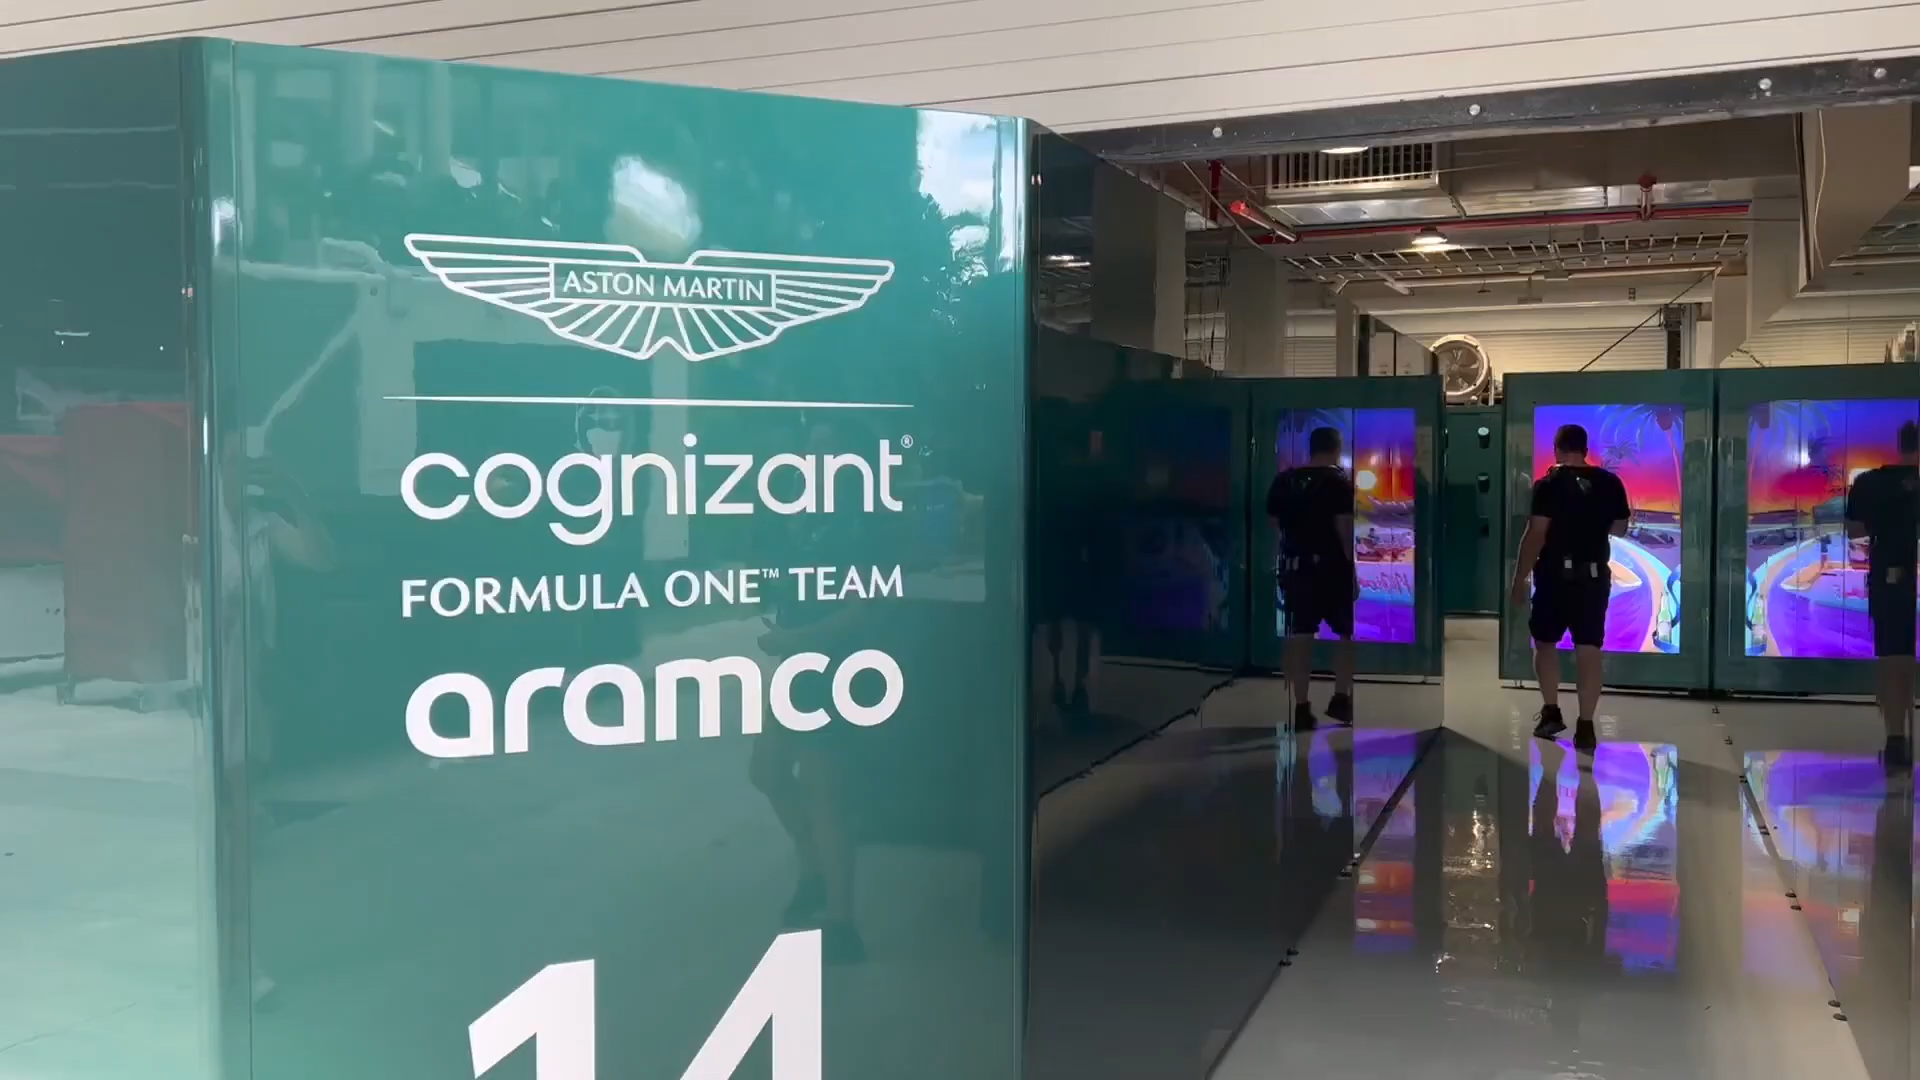 ASTON MARTIN
cognizant®
FORMULA ONE™ TEAM
aramco
14